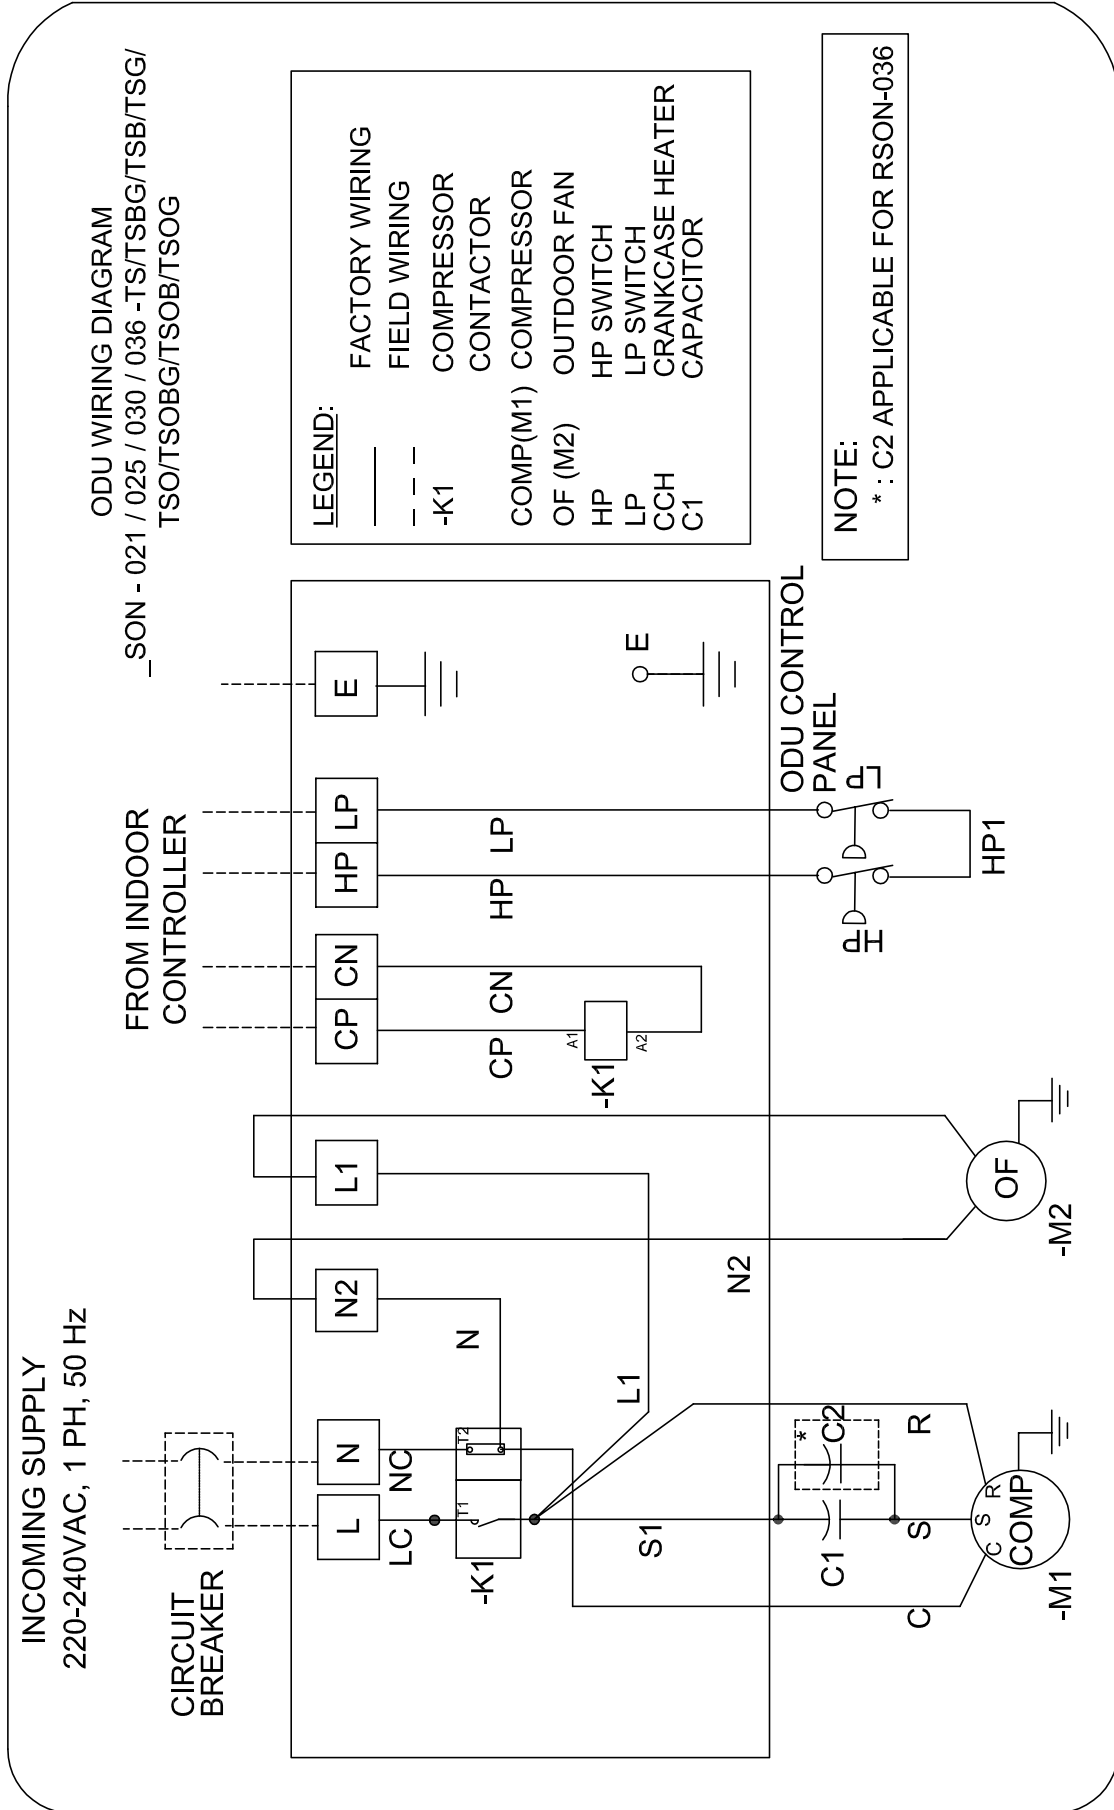 ODU WIRING DIAGRAM
_SON - 021 / 025 / 030 / 036 -TS/TSBG/TSB/TSG/
TSO/TSOBG/TSOB/TSOG
INCOMING SUPPLY
220-240VAC, 1 PH, 50 Hz
CIRCUIT
BREAKER
FROM INDOOR
CONTROLLER
L
N
N2
L1
CP
CN
HP
LP
E
LC
NC
N
T1
T2
-K1
CP
CN
HP
LP
A1
A2
-K1
E
L1
S1
N2
ODU CONTROL
PANEL
HP
LP
HP1
*
C1
C2
C
S
R
C
S
R
COMP
-M1
OF
-M2
LEGEND:
FACTORY WIRING
FIELD WIRING
-K1 COMPRESSOR
CONTACTOR
COMP(M1) COMPRESSOR
OF (M2) OUTDOOR FAN
HP HP SWITCH
LP LP SWITCH
CCH CRANKCASE HEATER
C1 CAPACITOR
NOTE:
* : C2 APPLICABLE FOR RSON-036